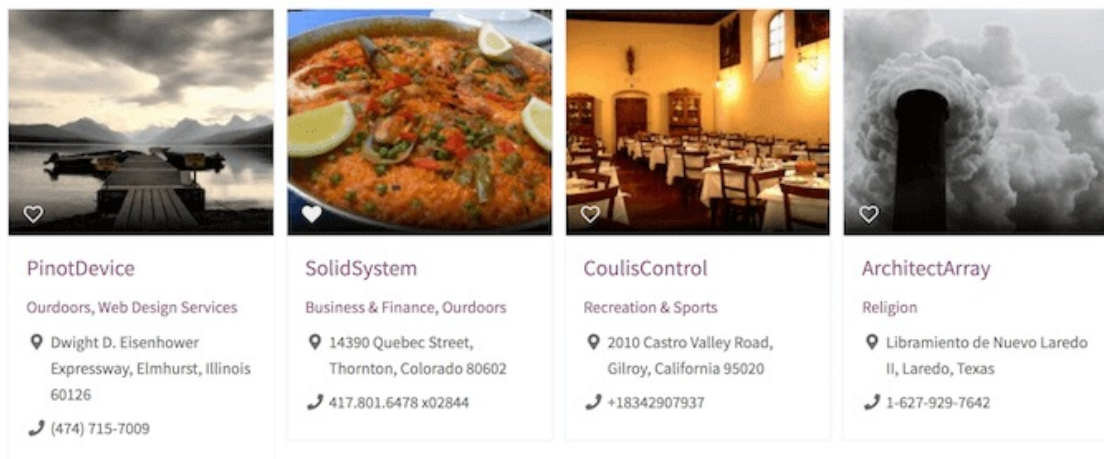 PinotDevice
Ourdoors, Web Design Services
Dwight D. Eisenhower
Expressway, Elmhurst, Illinois
60126
(474) 715-7009
SolidSystem
Business & Finance, Ourdoors
14390 Quebec Street,
Thornton, Colorado 80602
417.801.6478 x02844
CoulisControl
Recreation & Sports
2010 Castro Valley Road,
Gilroy, California 95020
+18342907937
ArchitectArray
Religion
Libramiento de Nuevo Laredo
II, Laredo, Texas
1-627-929-7642